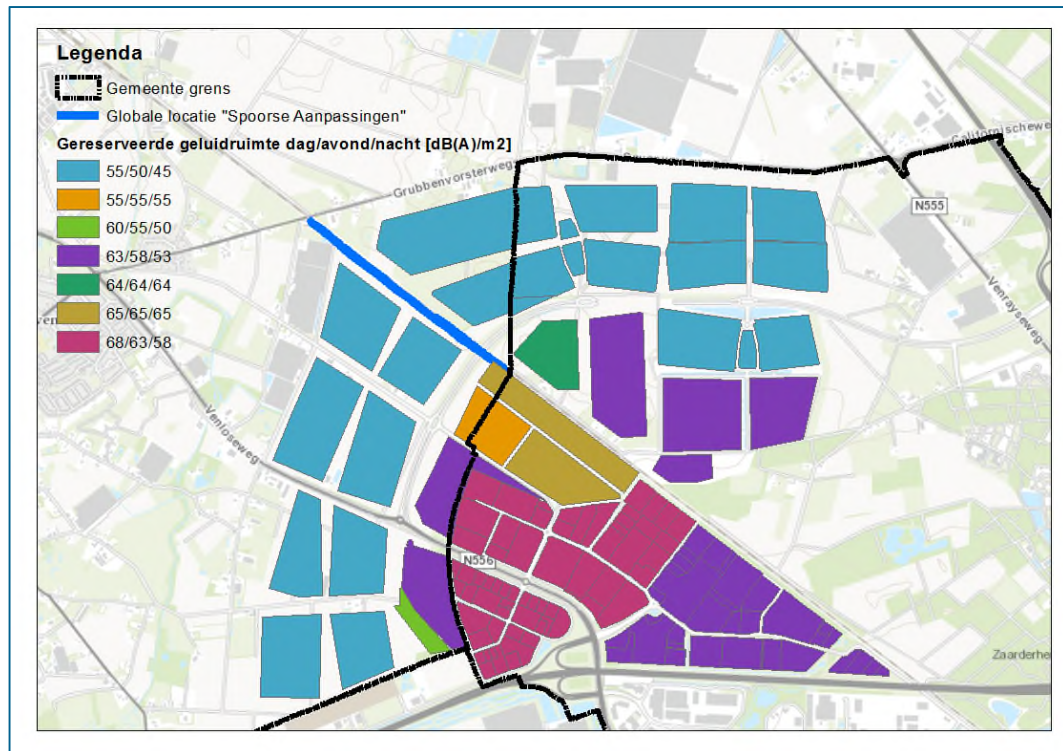 Legenda
Gemeente grens
Globale locatie "Spoorse Aanpassingen"
Gereserveerde geluidruimte dag/avond/nacht [dB(A)/m2]
55/50/45
55/55/55
60/55/50
63/58/53
64/64/64
65/65/65
68/63/58
Grubbenvorsterweg
Californischeweg
N555
Venrayseweg
Venloseweg
N556